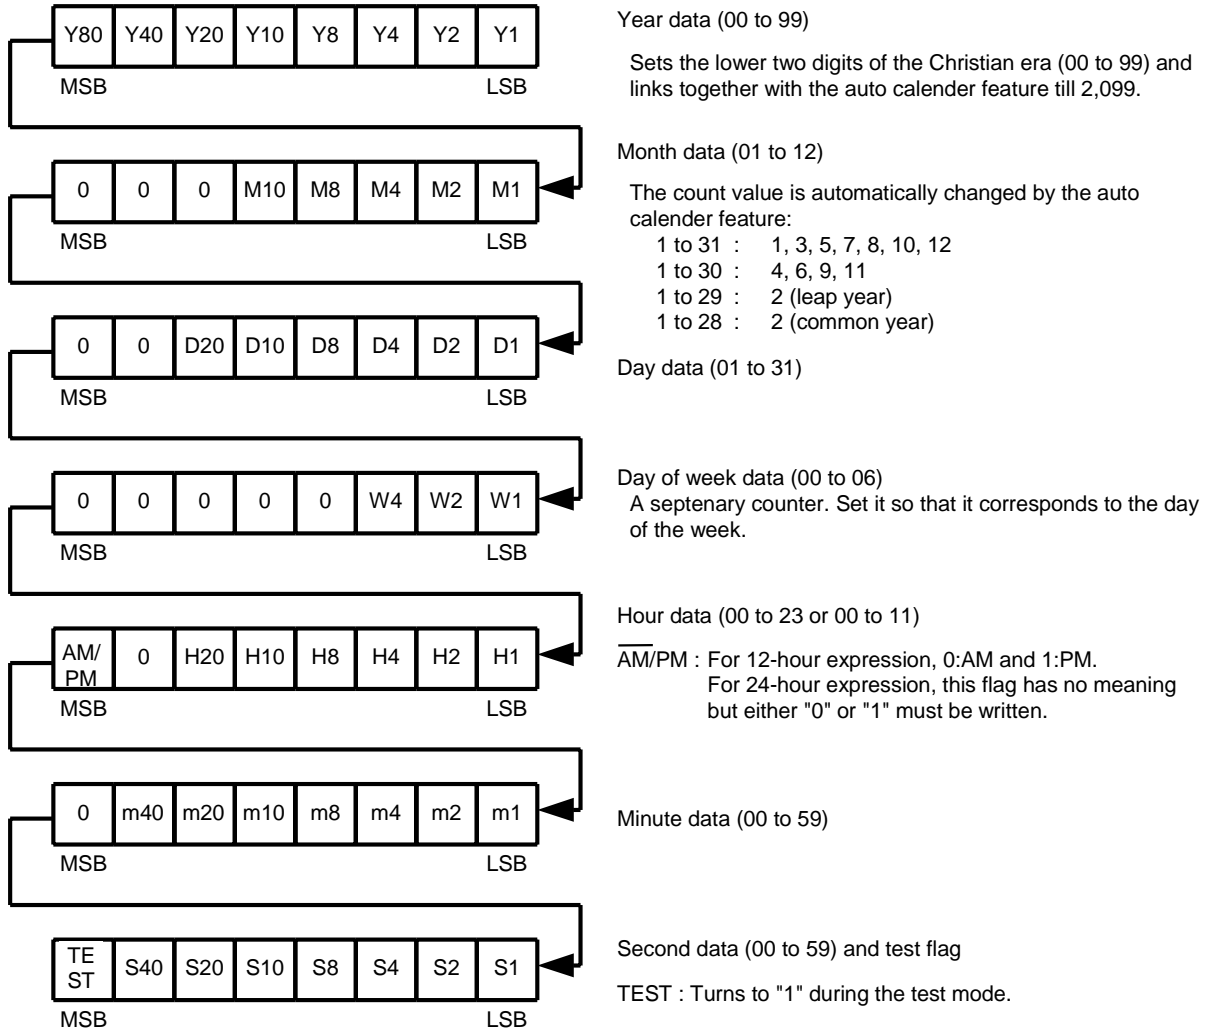 Y80 Y40 Y20 Y10 Y8 Y4 Y2 Y1
MSB LSB
Year data (00 to 99)
Sets the lower two digits of the Christian era (00 to 99) and
links together with the auto calender feature till 2,099.
0 0 0 M10 M8 M4 M2 M1
MSB LSB
Month data (01 to 12)
The count value is automatically changed by the auto
calender feature:
1 to 31 : 1, 3, 5, 7, 8, 10, 12
1 to 30 : 4, 6, 9, 11
1 to 29 : 2 (leap year)
1 to 28 : 2 (common year)
0 0 D20 D10 D8 D4 D2 D1
MSB LSB
Day data (01 to 31)
0 0 0 0 0 W4 W2 W1
MSB LSB
Day of week data (00 to 06)
A septenary counter. Set it so that it corresponds to the day
of the week.
AM/
PM 0 H20 H10 H8 H4 H2 H1
MSB LSB
Hour data (00 to 23 or 00 to 11)
AM/PM : For 12-hour expression, 0:AM and 1:PM.
For 24-hour expression, this flag has no meaning
but either "0" or "1" must be written.
0 m40 m20 m10 m8 m4 m2 m1
MSB LSB
Minute data (00 to 59)
TE
ST S40 S20 S10 S8 S4 S2 S1
MSB LSB
Second data (00 to 59) and test flag
TEST : Turns to "1" during the test mode.